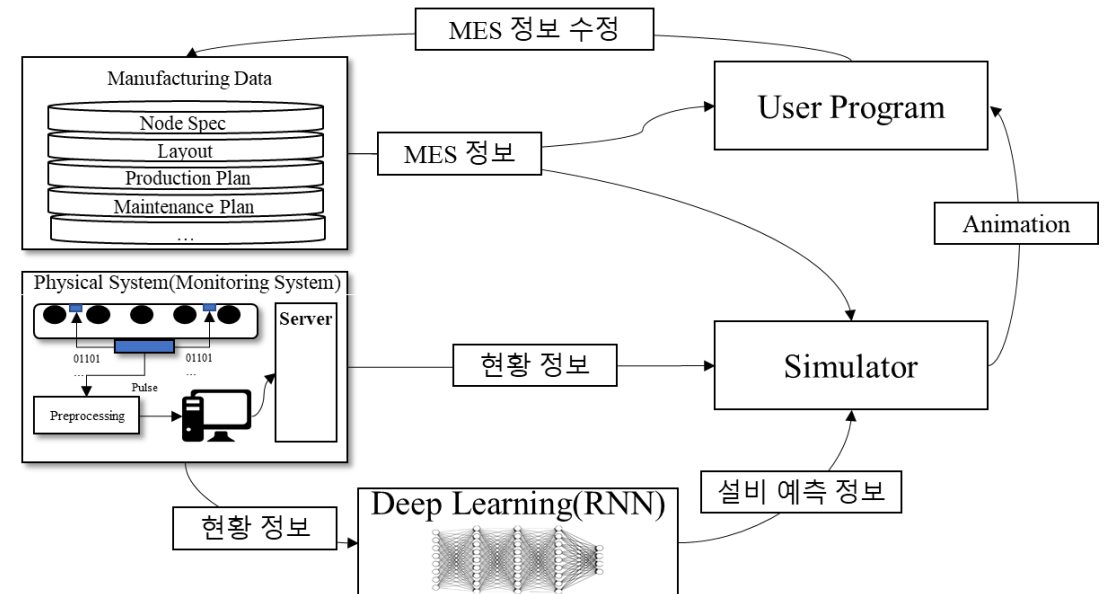 MES 정보 수정
Manufacturing Data
Node Spec
Layout
Production Plan
Maintenance Plan
...
MES 정보
User Program
Animation
Physical System(Monitoring System)
Server
01101
...
01101
...
Pulse
Preprocessing
현황 정보
Simulator
현황 정보
Deep Learning(RNN)
설비 예측 정보